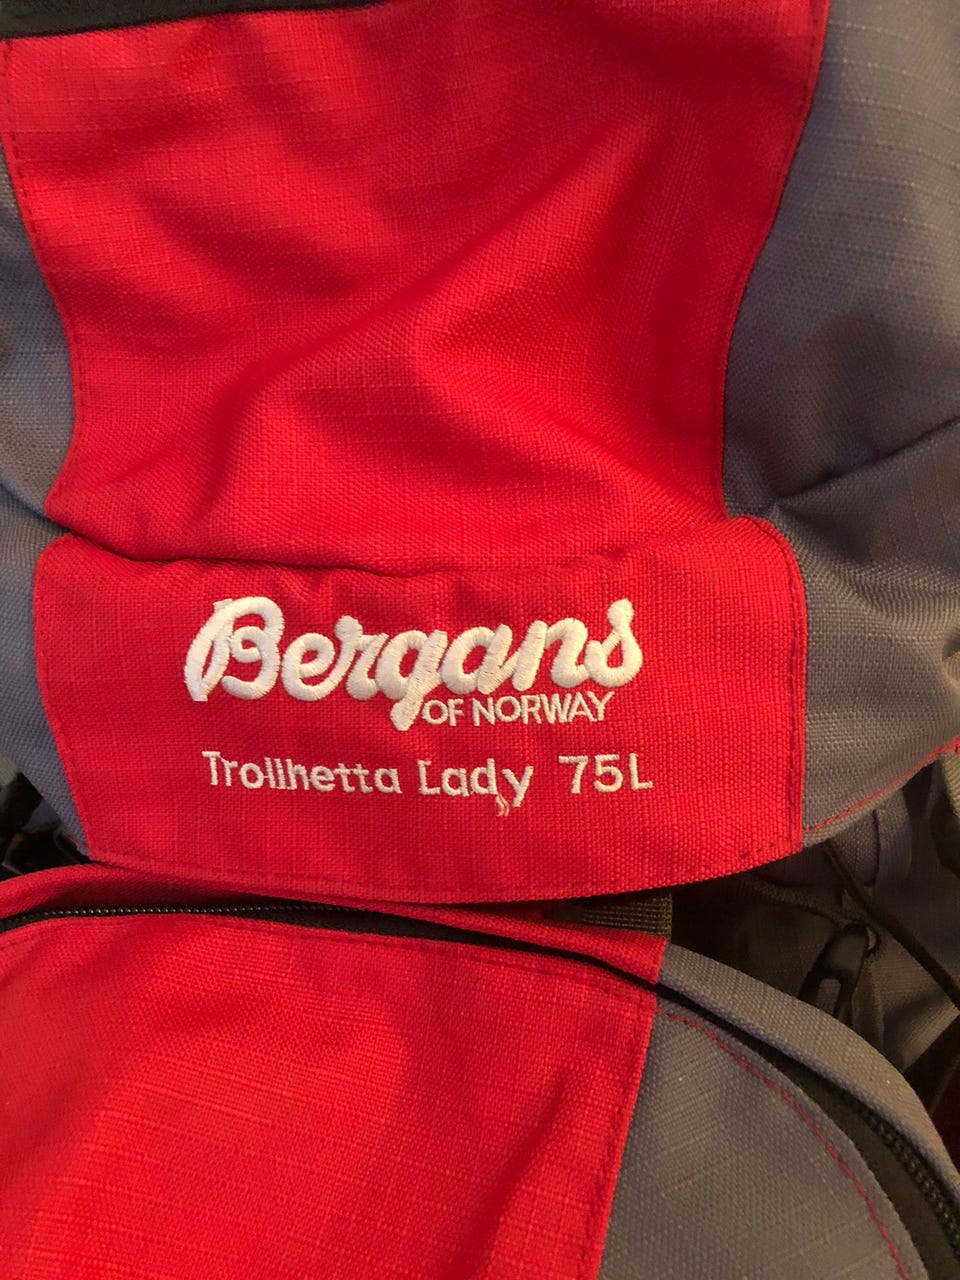 Bergans
OF NORWAY
Trollhetta Lady 75L